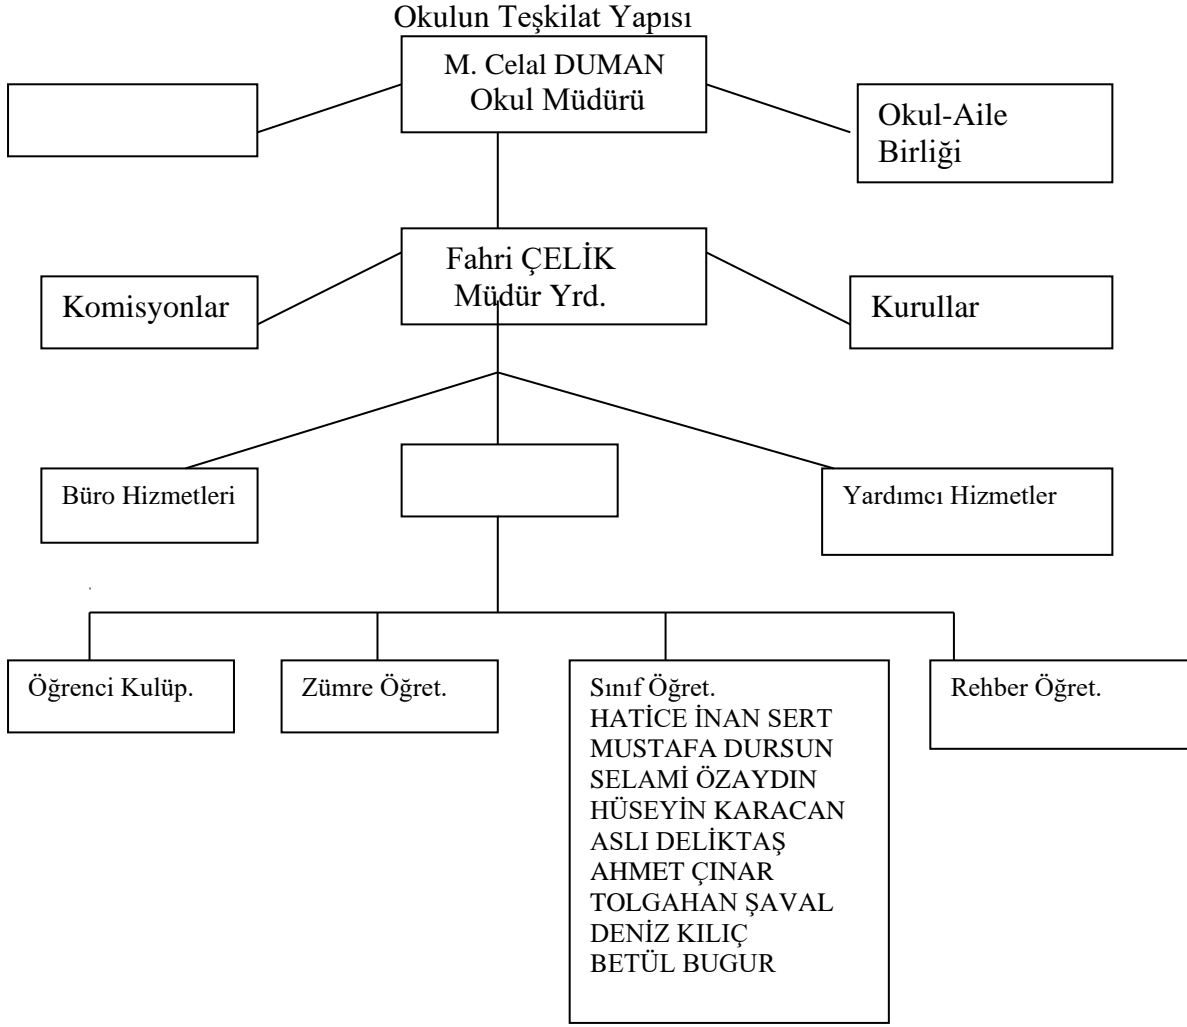 Okulun Teşkilat Yapısı
M. Celal DUMAN
Okul Müdürü
Okul-Aile
Birliği
Fahri ÇELİK
Müdür Yrd.
Komisyonlar
Kurullar
Büro Hizmetleri
Yardımcı Hizmetler
Öğrenci Kulüp.
Zümre Öğret.
Sınıf Öğret.
HATİCE İNAN SERT
MUSTAFA DURSUN
SELAMİ ÖZAYDIN
HÜSEYİN KARACAN
ASLI DELİKTAŞ
AHMET ÇINAR
TOLGAHAN ŞAVAL
DENİZ KILIÇ
BETÜL BUGUR
Rehber Öğret.